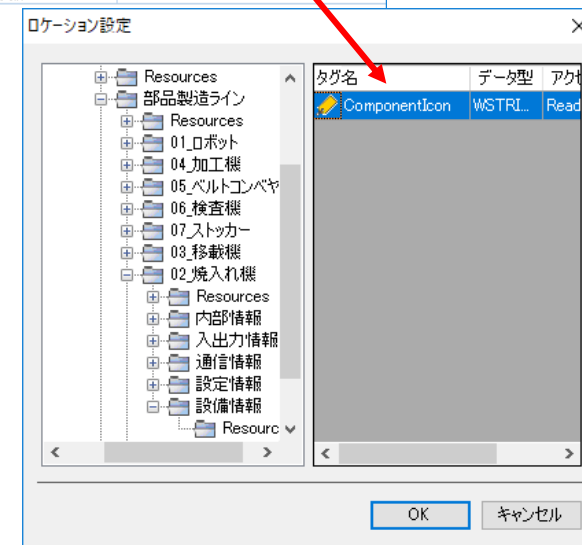 ロケーション設定
Resources
部品製造ライン
Resources
01_ロボット
04_加工機
05_ベルトコンベヤ
06_検査機
07_ストッカー
03_移載機
02_焼入れ機
Resources
内部情報
入出力情報
通信情報
設定情報
設備情報
Resourc
タグ名 データ型 アクセ
ComponentIcon WSTRI... Read
OK キャンセル